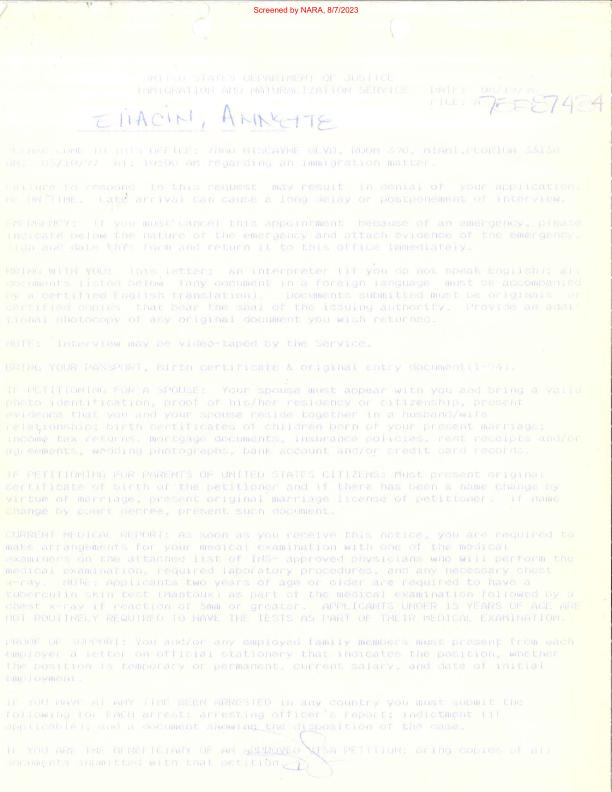 Screened by NARA, 8/7/2023
UNITED STATES DEPARTMENT OF JUSTICE
IMMIGRATION AND NATURALIZATION SERVICE DATE:
FILE: A
ANNETTE
PLEASE COME TO THIS OFFICE: 7880 BISCAYNE BLVD, ROOM MIAMI, FLORIDA 33138
ON: AT: 10:00 AM regarding an immigration matter.
Failure to respond to this request may result in denial of your application.
BE ON TIME. Late arrival can cause a long delay or postponement of interview.
EMERGENCY: If you must cancel this appointment because of an emergency, please
indicate below the nature of the emergency and attach evidence of the emergency.
Sign and date this form and return it to this office immediately.
BRING WITH YOU: This letter; An interpreter (if you do not speak English); all
documents listed below (any document in a foreign language must be accompanied
by a certified English translation). Documents submitted must be originals or
certified copies that bear the seal of the issuing authority. Provide an addi-
tional photocopy of any original document you wish returned.
NOTE: Interview may be video-taped by the Service.
BRING YOUR PASSPORT, Birth certificate & original entry document(I-94).
IF PETITIONING FOR A SPOUSE: Your spouse must appear with you and bring a valid
photo identification, proof of his/her residency or citizenship, present
evidence that you and your spouse reside together in a husband/wife
relationship; birth certificates of children born of your present marriage;
income tax returns, mortgage documents, insurance policies, rent receipts and/or
agreements, wedding photographs, bank account and/or credit card records.
IF PETITIONING FOR PARENTS OF UNITED STATES CITIZENS: Must present original
certificate of birth of the petitioner and if there has been a name change by
virtue of marriage, present original marriage license of petitioner. If name
change by court decree, present such document.
CURRENT MEDICAL REPORT: As soon as you receive this notice, you are required to
make arrangements for your medical examination with one of the medical
examiners on the attached list of INS- approved physicians who will perform the
medical examination, required laboratory procedures, and any necessary chest
x-ray. NOTE: Applicants two years of age or older are required to have a
tuberculin skin test (Mantoux) as part of the medical examination followed by a
chest x-ray if reaction of 5mm or greater. APPLICANTS UNDER 15 YEARS OF AGE ARE
NOT ROUTINELY REQUIRED TO HAVE THE TESTS AS PART OF THEIR MEDICAL EXAMINATION.
PROOF OF SUPPORT: You and/or any employed family members must present from each
employer a letter on official stationery that indicates the position, whether
the position is temporary or permanent, current salary, and date of initial
employment.
IF YOU HAVE AT ANY TIME BEEN ARRESTED in any country you must submit the
following for EACH arrest: arresting officer's report; indictment (if
applicable); and a document showing the disposition of the case.
IF YOU ARE THE BENEFICIARY OF AN APPROVED VISA PETITION: Bring copies of all
documents submitted with that petition.